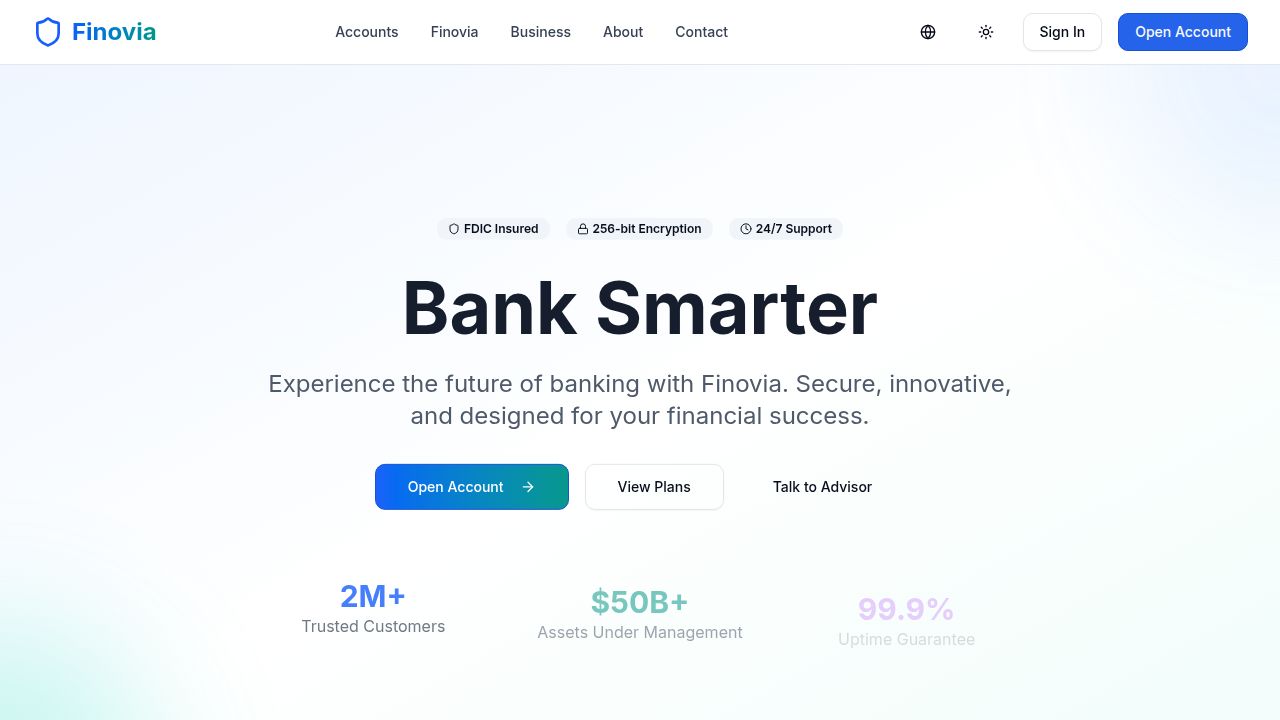 Finovia
Accounts
Finovia
Business
About
Contact
Sign In
Open Account
FDIC Insured
256-bit Encryption
24/7 Support
Bank Smarter
Experience the future of banking with Finovia. Secure, innovative,
and designed for your financial success.
Open Account
View Plans
Talk to Advisor
2M+
Trusted Customers
$50B+
Assets Under Management
99.9%
Uptime Guarantee